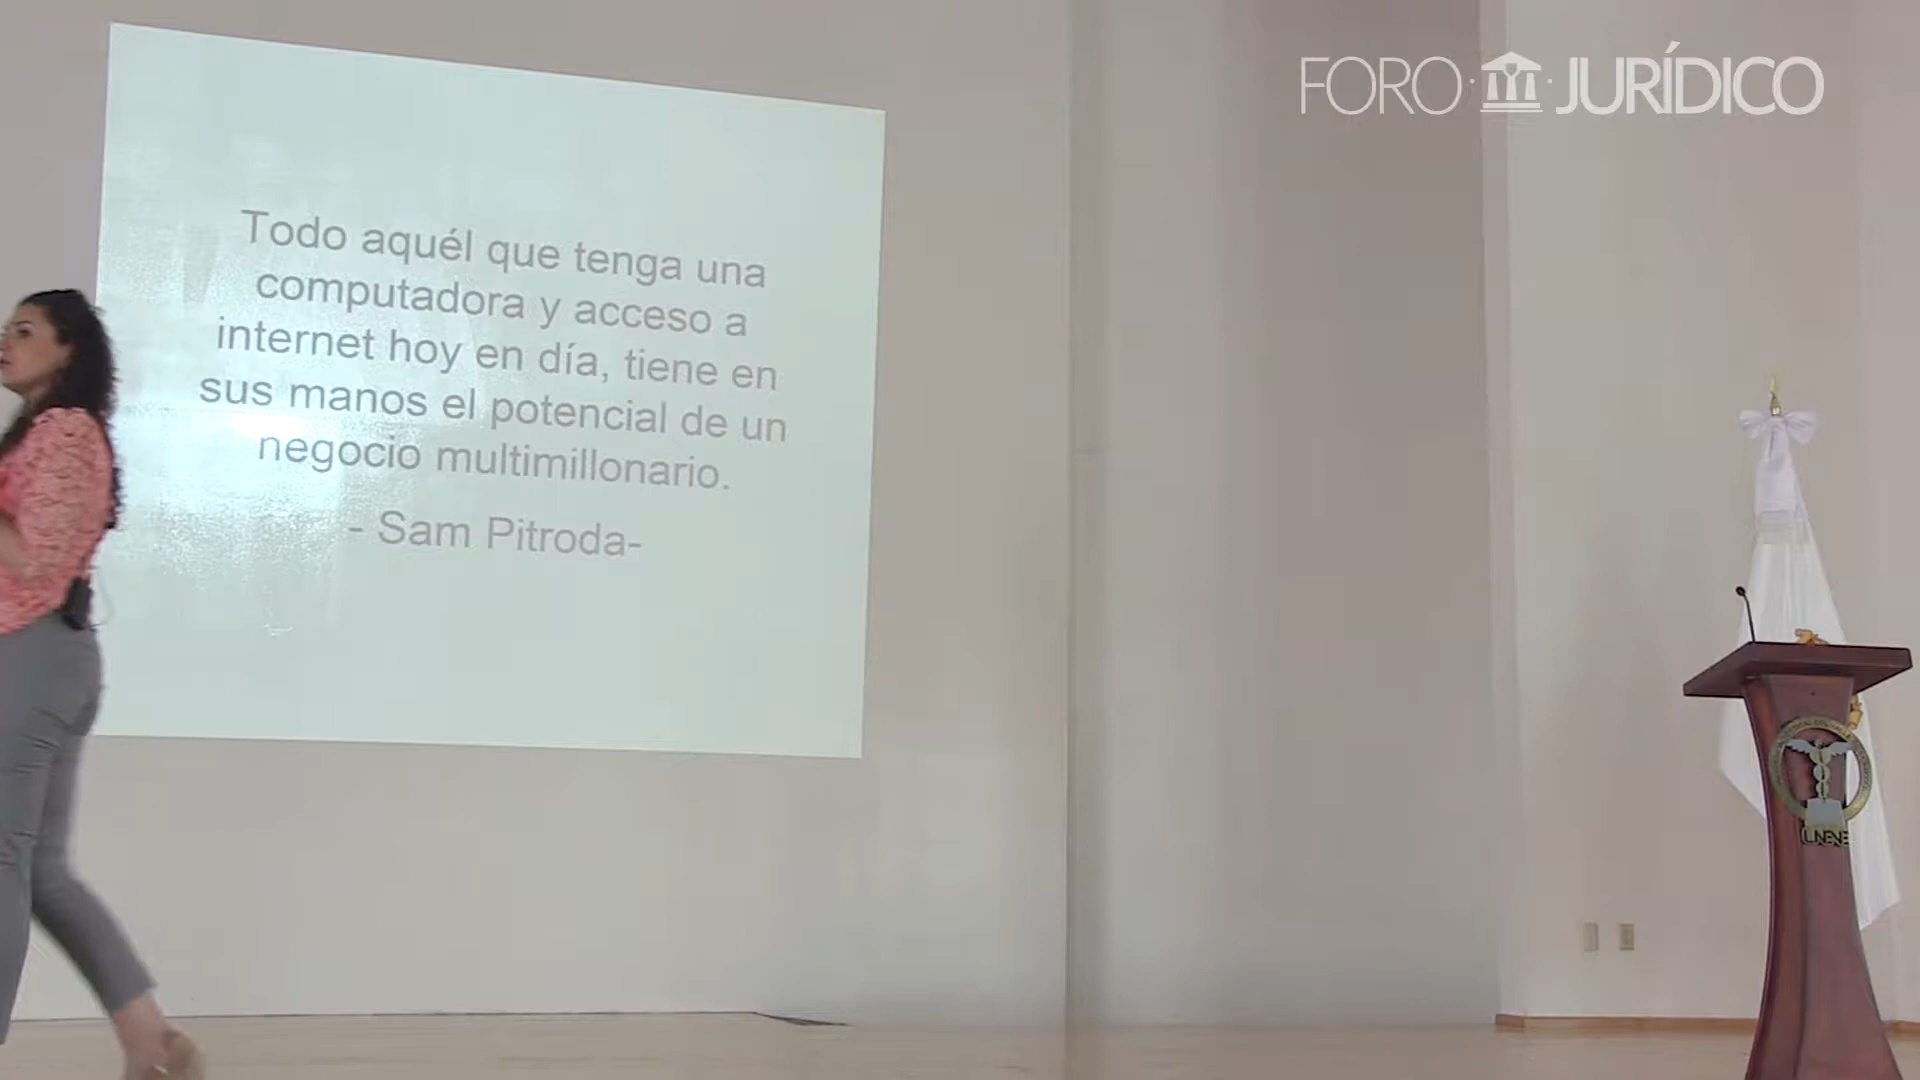 FORO JURÍDICO
Todo aquél que tenga una
computadora y acceso a
internet hoy en día, tiene en
sus manos el potencial de un
negocio multimillonario.
- Sam Pitroda-